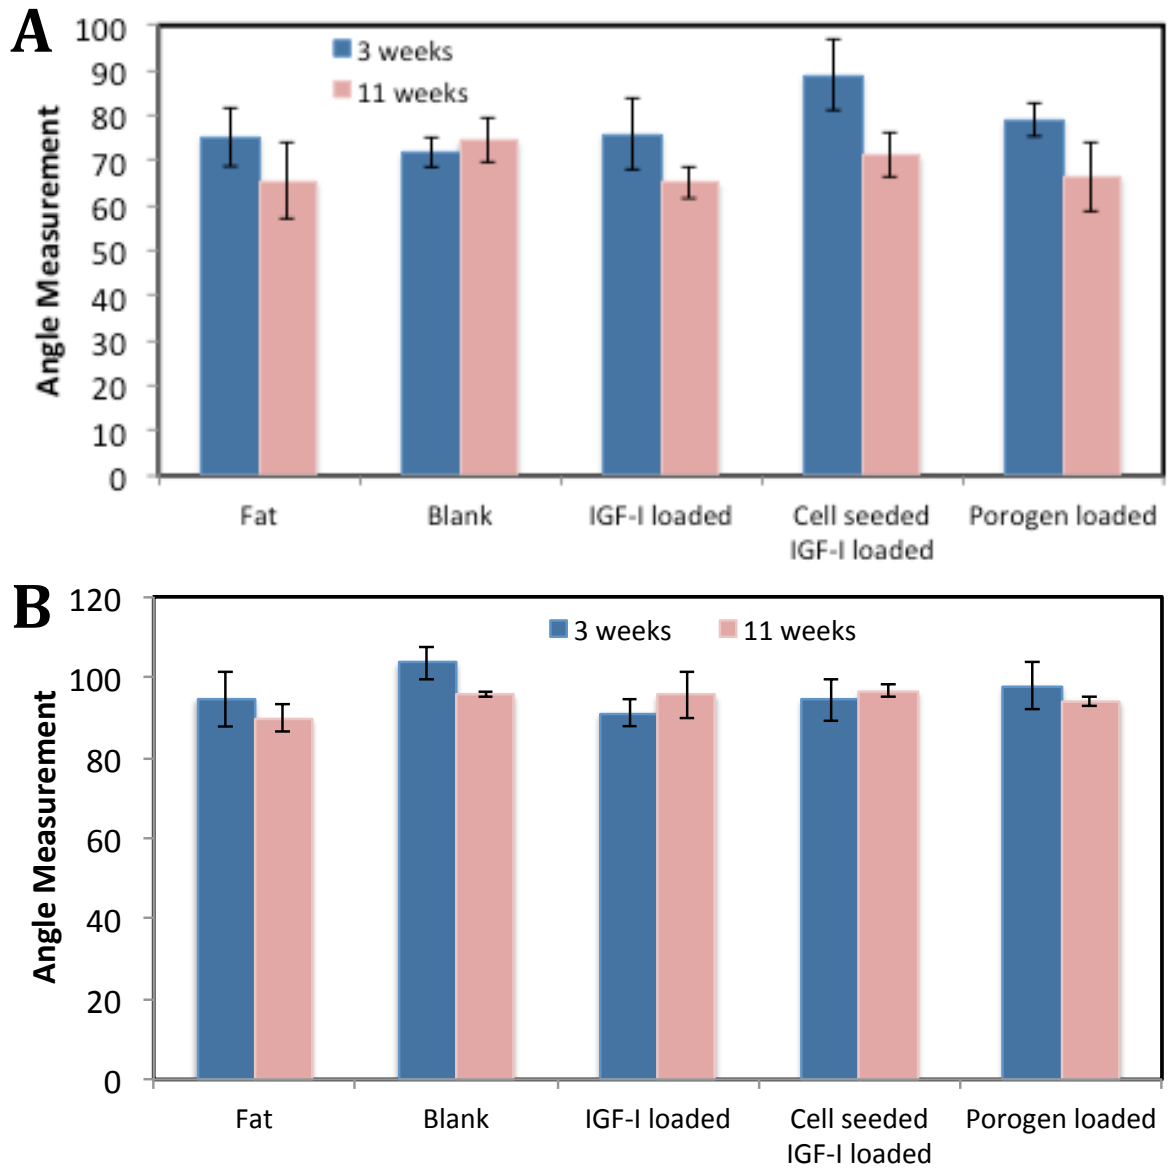 A
100
90
80
70
60
50
40
30
20
10
0
Angle Measurement
3 weeks
11 weeks
Fat
Blank
IGF-I loaded
Cell seeded
IGF-I loaded
Porogen loaded
B
120
100
80
60
40
20
0
Angle Measurement
3 weeks
11 weeks
Fat
Blank
IGF-I loaded
Cell seeded
IGF-I loaded
Porogen loaded